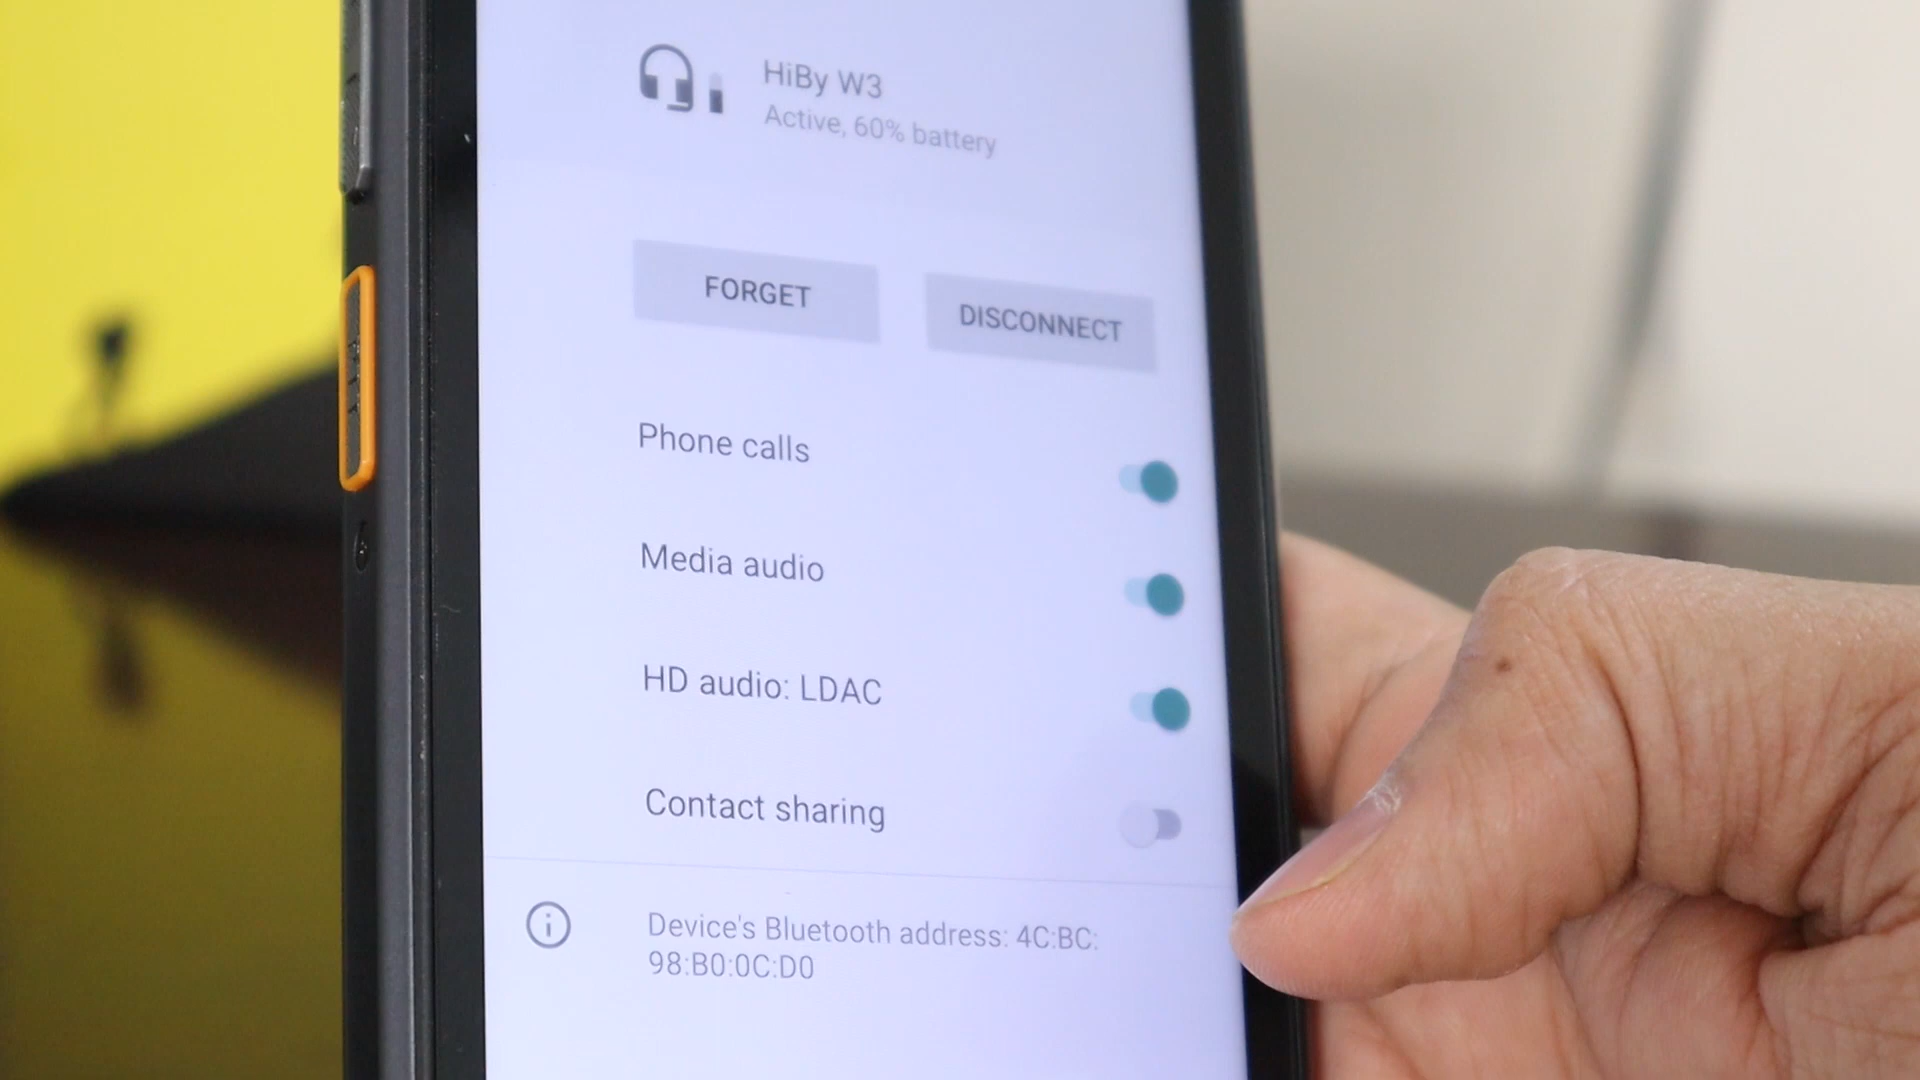 HiBy W3
Active, 60% battery
FORGET
DISCONNECT
Phone calls
Media audio
HD audio: LDAC
Contact sharing
Device's Bluetooth address: 4C:BC:
98:B0:0C:D0